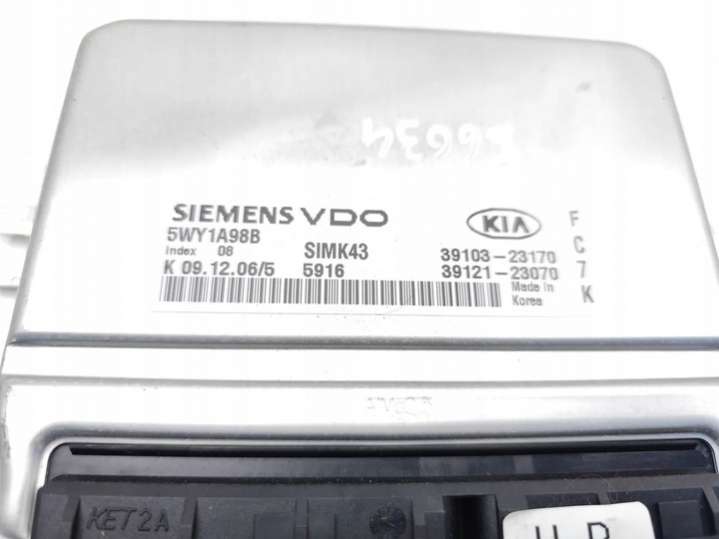 SIEMENS VDO
KIA
5WY1A98B
Index 08
SIMK43
39103-23170
K 09.12.06/5
5916
39121-23070
Made In
Korea
F
C
7
K
KET2A